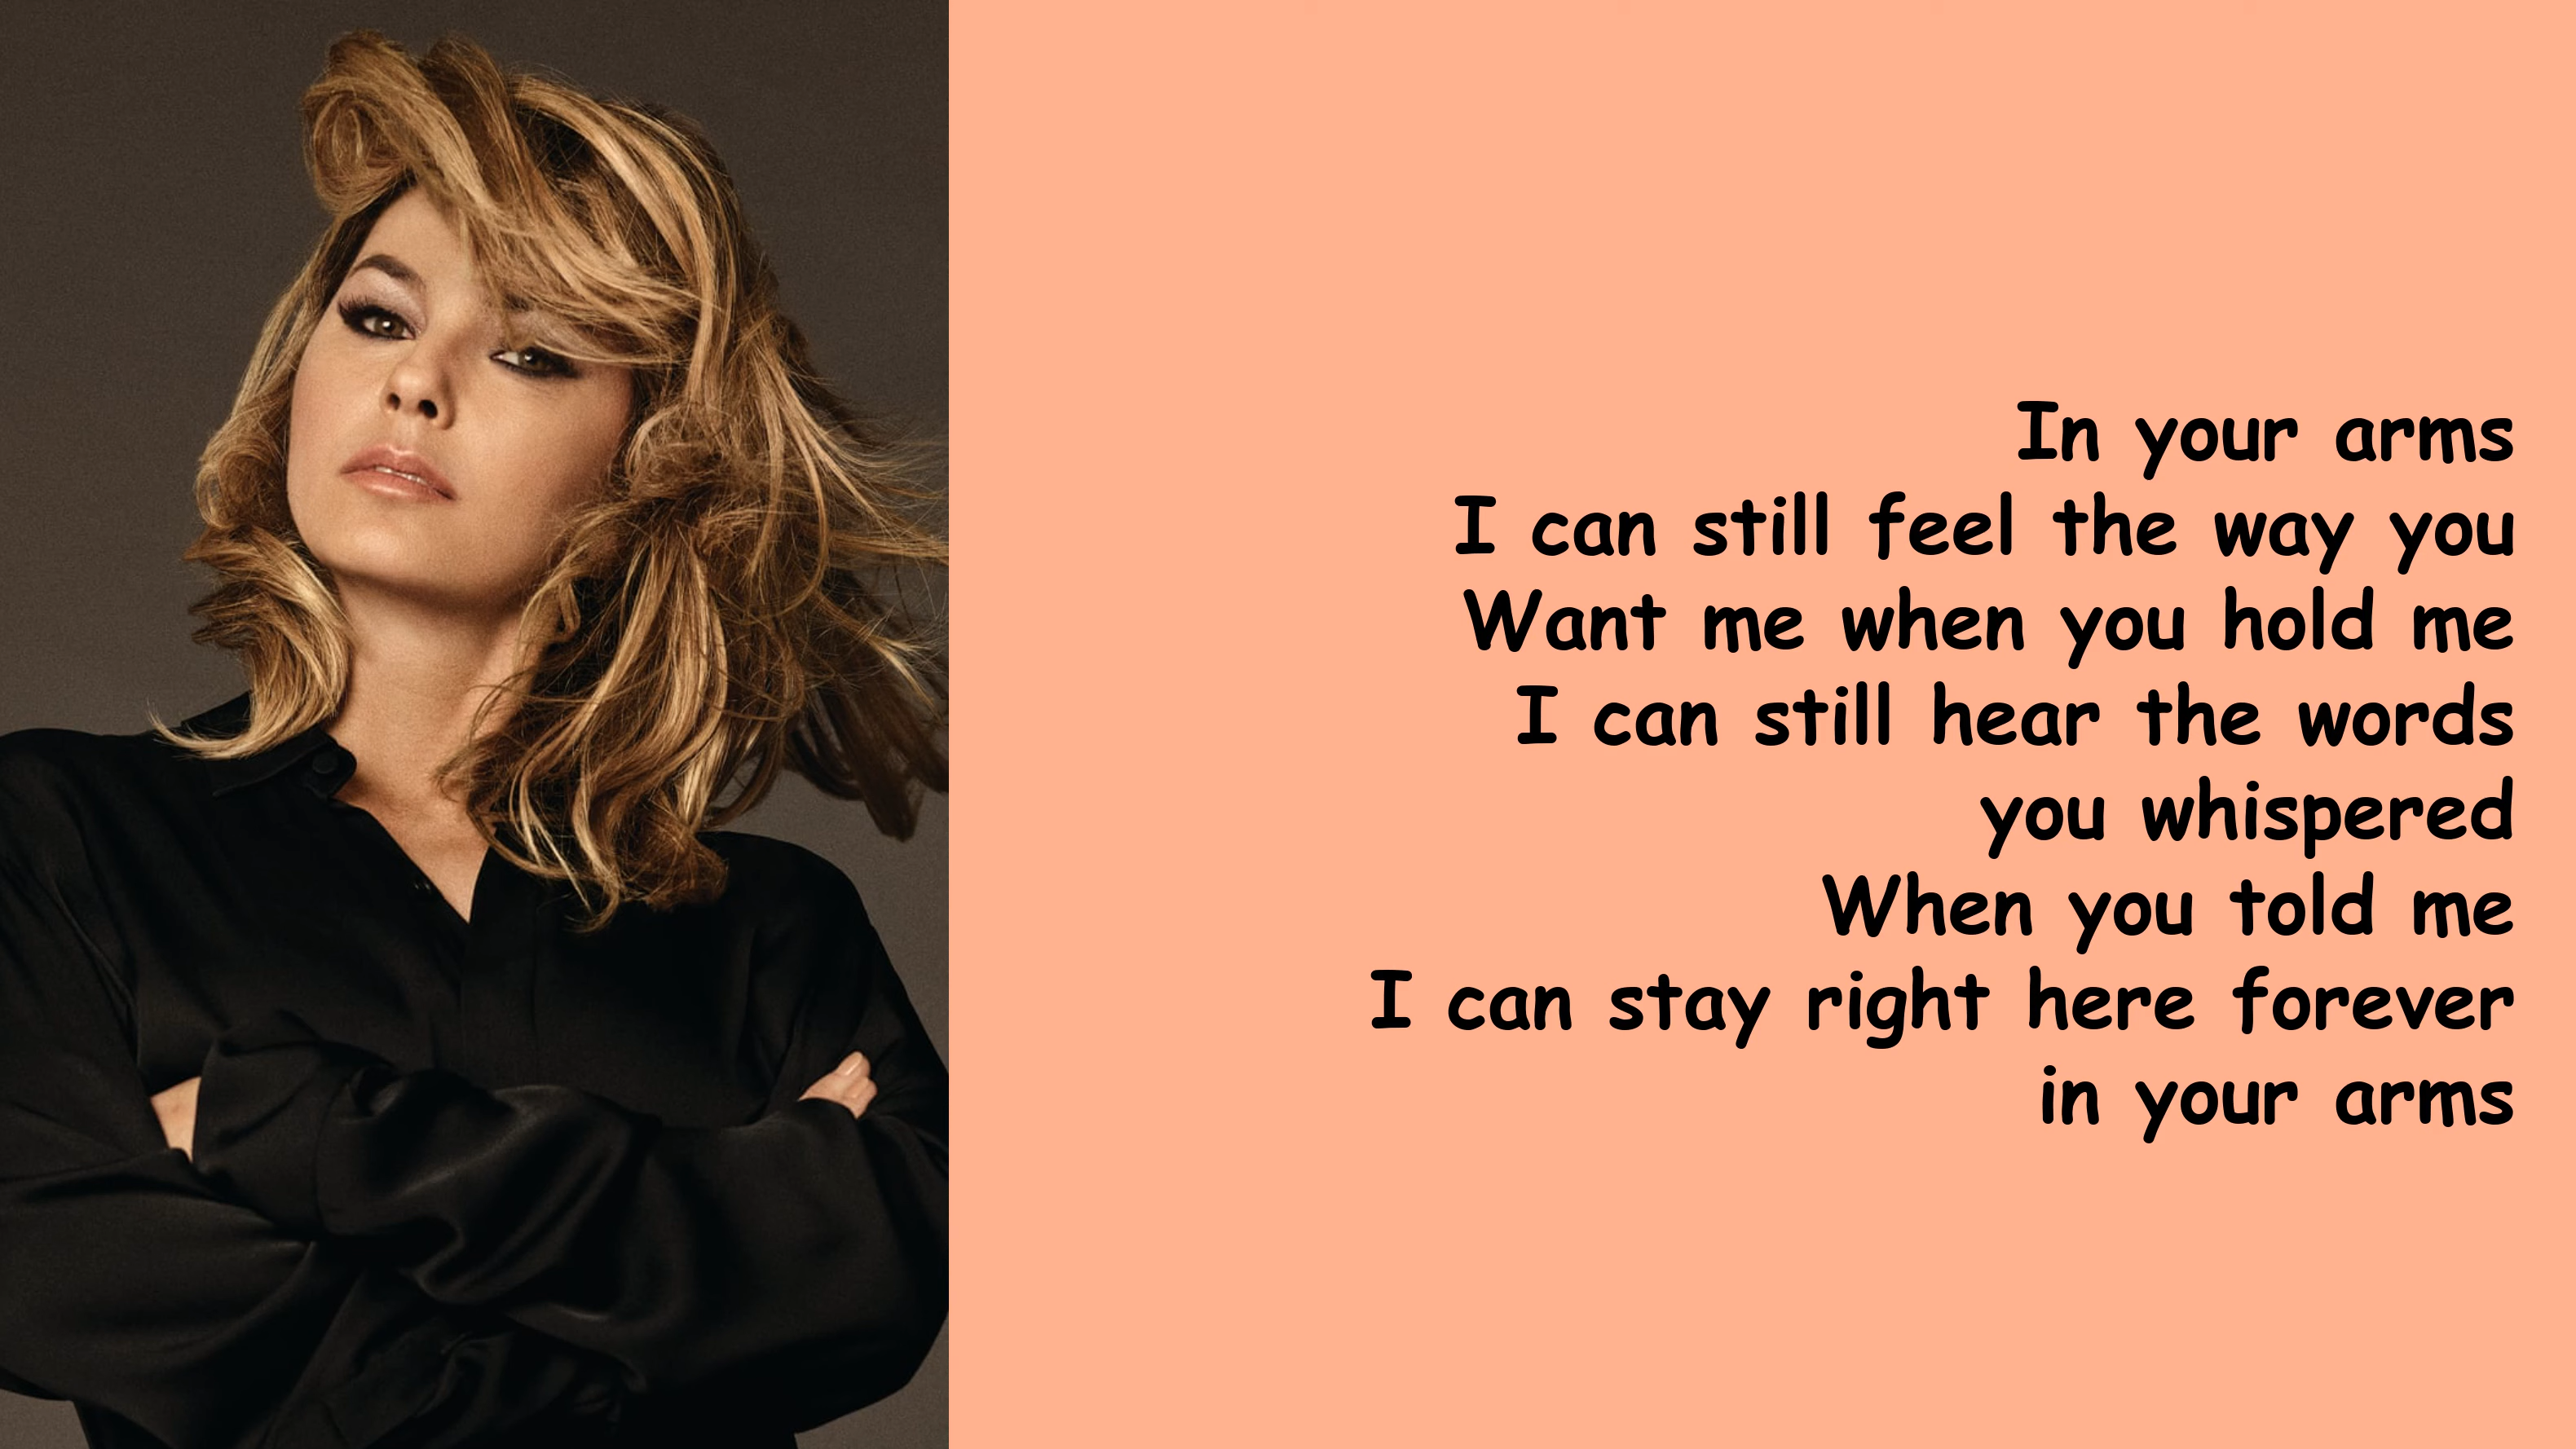 In your arms
I can still feel the way you
Want me when you hold me
I can still hear the words
you whispered
When you told me
I can stay right here forever
in your arms